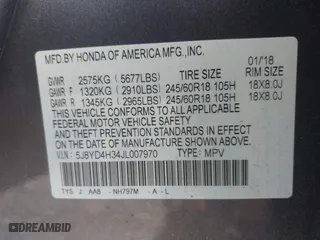 MFD.BY HONDA OF AMERICA MFG.,INC.
01/18
GVWR 2575KG (5677LBS) TIRE SIZE RIM SIZE
GAWR F 1320KG (2910LBS) 245/60R18 105H 18X8.0J
GAWR R 1345KG (2965LBS) 245/60R18 105H 18X8.0J
THIS VEHICLE CONFORMS TO ALL APPLICABLE
FEDERAL MOTOR VEHICLE SAFETY AND
THEFT PREVENTION STANDARDS IN EFFECT
ON THE DATE OF MANUFACTURE SHOWN ABOVE.
5J8YD4H34JL007970 TYPE: MPV
TYS J AA8 NH797M -A -L
AUTOBIDMASTER.COM